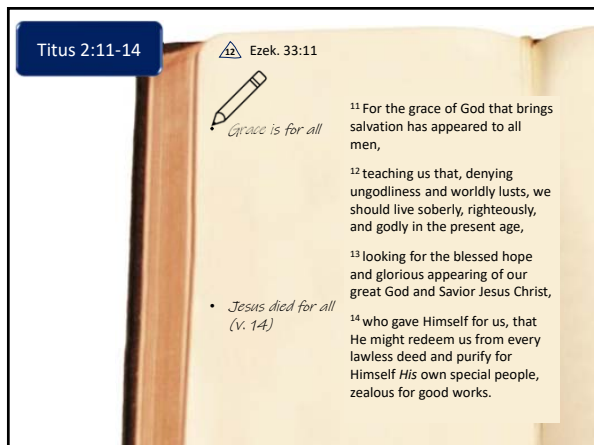 Titus 2:11-14
12 Ezek. 33:11
• Grace is for all
11 For the grace of God that brings
salvation has appeared to all
men,
12 teaching us that, denying
ungodliness and worldly lusts, we
should live soberly, righteously,
and godly in the present age,
13 looking for the blessed hope
and glorious appearing of our
great God and Savior Jesus Christ,
• Jesus died for all
(v. 14)
14 who gave Himself for us, that
He might redeem us from every
lawless deed and purify for
Himself His own special people,
zealous for good works.